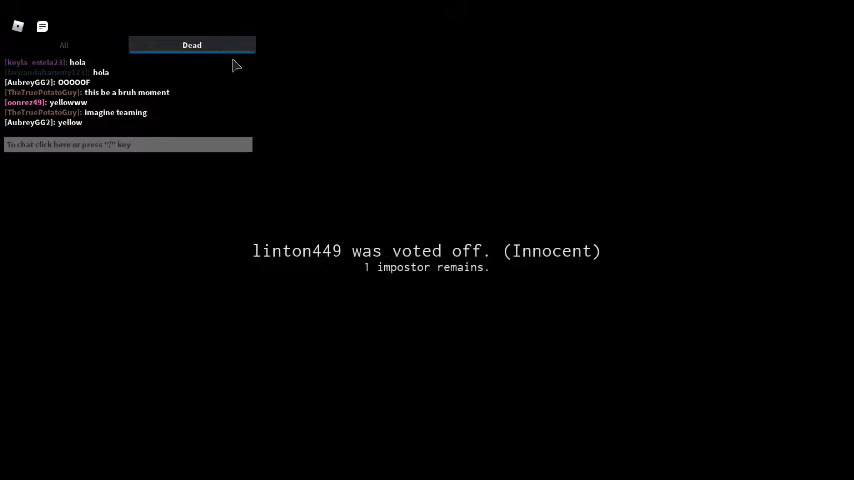 All
Dead
[keyla_estela23]: hola
hola
[AubreyGG2]: OOOOOF
[TheTruePotatoGuy]: this be a bruh moment
[oonrez49]: yellowww
[TheTruePotatoGuy]: imagine teaming
[AubreyGG2]: yellow
To chat click here or press "/" key
linton449 was voted off. (Innocent)
1 impostor remains.